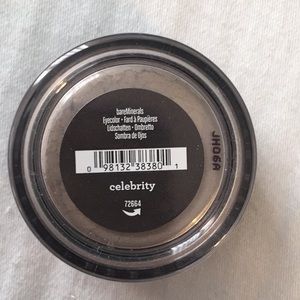 bareMinerals
Eyecolor • Fard à Paupières
Lidschatten • Ombretto
Sombra de Ojos
0 98132 38380 1
celebrity
72664
JH06A